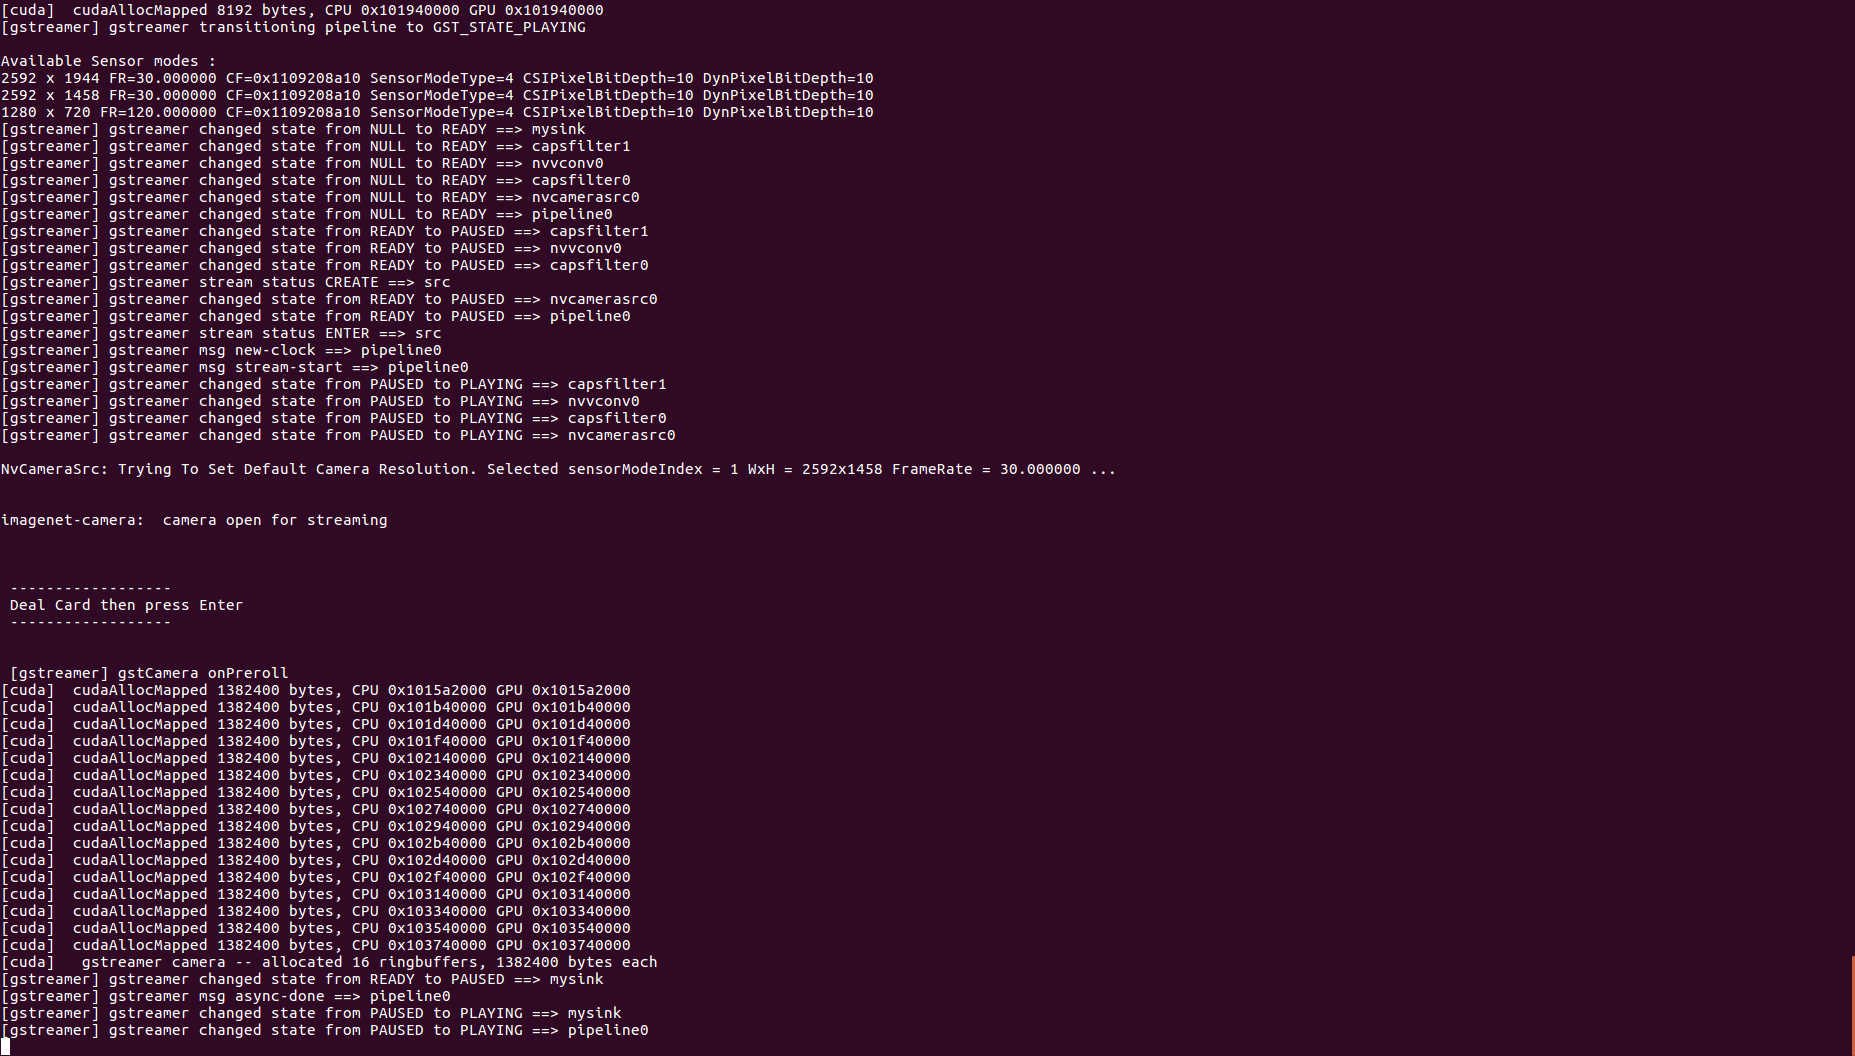 [cuda]  cudaAllocMapped 8192 bytes, CPU 0x101940000 GPU 0x101940000
[gstreamer] gstreamer transitioning pipeline to GST_STATE_PLAYING
Available Sensor modes :
2592 x 1944 FR=30.000000 CF=0x1109208a10 SensorModeType=4 CSIPixelBitDepth=10 DynPixelBitDepth=10
2592 x 1458 FR=30.000000 CF=0x1109208a10 SensorModeType=4 CSIPixelBitDepth=10 DynPixelBitDepth=10
1280 x 720 FR=120.000000 CF=0x1109208a10 SensorModeType=4 CSIPixelBitDepth=10 DynPixelBitDepth=10
[gstreamer] gstreamer changed state from NULL to READY ==> mysink
[gstreamer] gstreamer changed state from NULL to READY ==> capsfilter1
[gstreamer] gstreamer changed state from NULL to READY ==> nvvconv0
[gstreamer] gstreamer changed state from NULL to READY ==> capsfilter0
[gstreamer] gstreamer changed state from NULL to READY ==> nvcamerasrc0
[gstreamer] gstreamer changed state from NULL to READY ==> pipeline0
[gstreamer] gstreamer changed state from READY to PAUSED ==> capsfilter1
[gstreamer] gstreamer changed state from READY to PAUSED ==> nvvconv0
[gstreamer] gstreamer changed state from READY to PAUSED ==> capsfilter0
[gstreamer] gstreamer stream status CREATE ==> src
[gstreamer] gstreamer changed state from READY to PAUSED ==> nvcamerasrc0
[gstreamer] gstreamer changed state from READY to PAUSED ==> pipeline0
[gstreamer] gstreamer stream status ENTER ==> src
[gstreamer] gstreamer msg new-clock ==> pipeline0
[gstreamer] gstreamer msg stream-start ==> pipeline0
[gstreamer] gstreamer changed state from PAUSED to PLAYING ==> capsfilter1
[gstreamer] gstreamer changed state from PAUSED to PLAYING ==> nvvconv0
[gstreamer] gstreamer changed state from PAUSED to PLAYING ==> capsfilter0
[gstreamer] gstreamer changed state from PAUSED to PLAYING ==> nvcamerasrc0
NvCameraSrc: Trying To Set Default Camera Resolution. Selected sensorModeIndex = 1 WxH = 2592x1458 FrameRate = 30.000000 ...
imagenet-camera:  camera open for streaming
------------------
Deal Card then press Enter
------------------
[gstreamer] gstCamera onPreroll
[cuda]  cudaAllocMapped 1382400 bytes, CPU 0x1015a2000 GPU 0x1015a2000
[cuda]  cudaAllocMapped 1382400 bytes, CPU 0x101b40000 GPU 0x101b40000
[cuda]  cudaAllocMapped 1382400 bytes, CPU 0x101d40000 GPU 0x101d40000
[cuda]  cudaAllocMapped 1382400 bytes, CPU 0x101f40000 GPU 0x101f40000
[cuda]  cudaAllocMapped 1382400 bytes, CPU 0x102140000 GPU 0x102140000
[cuda]  cudaAllocMapped 1382400 bytes, CPU 0x102340000 GPU 0x102340000
[cuda]  cudaAllocMapped 1382400 bytes, CPU 0x102540000 GPU 0x102540000
[cuda]  cudaAllocMapped 1382400 bytes, CPU 0x102740000 GPU 0x102740000
[cuda]  cudaAllocMapped 1382400 bytes, CPU 0x102940000 GPU 0x102940000
[cuda]  cudaAllocMapped 1382400 bytes, CPU 0x102b40000 GPU 0x102b40000
[cuda]  cudaAllocMapped 1382400 bytes, CPU 0x102d40000 GPU 0x102d40000
[cuda]  cudaAllocMapped 1382400 bytes, CPU 0x102f40000 GPU 0x102f40000
[cuda]  cudaAllocMapped 1382400 bytes, CPU 0x103140000 GPU 0x103140000
[cuda]  cudaAllocMapped 1382400 bytes, CPU 0x103340000 GPU 0x103340000
[cuda]  cudaAllocMapped 1382400 bytes, CPU 0x103540000 GPU 0x103540000
[cuda]  cudaAllocMapped 1382400 bytes, CPU 0x103740000 GPU 0x103740000
[cuda]   gstreamer camera -- allocated 16 ringbuffers, 1382400 bytes each
[gstreamer] gstreamer changed state from READY to PAUSED ==> mysink
[gstreamer] gstreamer msg async-done ==> pipeline0
[gstreamer] gstreamer changed state from PAUSED to PLAYING ==> mysink
[gstreamer] gstreamer changed state from PAUSED to PLAYING ==> pipeline0